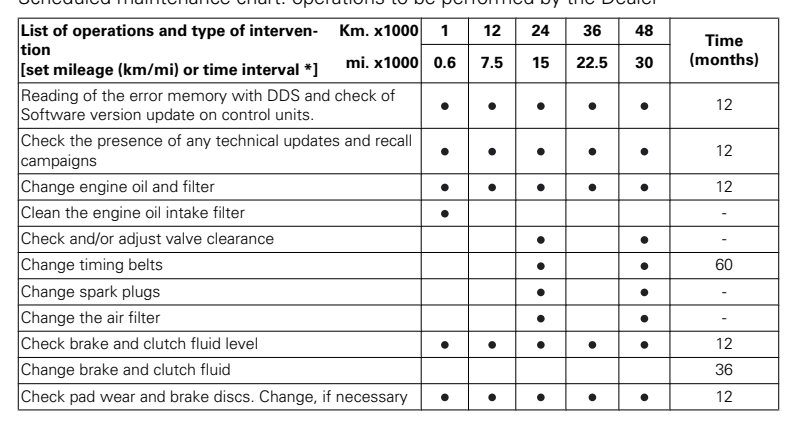 Scheduled maintenance chart: operations to be performed by the Dealer
List of operations and type of interven- Km. x1000 1 12 24 36 48 Time
tion
[set mileage (km/mi) or time interval *] mi. x1000 0.6 7.5 15 22.5 30 (months)
Reading of the error memory with DDS and check of
Software version update on control units. ● ● ● ● ● 12
Check the presence of any technical updates and recall
campaigns ● ● ● ● ● 12
Change engine oil and filter ● ● ● ● ● 12
Clean the engine oil intake filter ● -
Check and/or adjust valve clearance ● ● -
Change timing belts ● ● 60
Change spark plugs ● ● -
Change the air filter ● ● -
Check brake and clutch fluid level ● ● ● ● ● 12
Change brake and clutch fluid 36
Check pad wear and brake discs. Change, if necessary ● ● ● ● ● 12